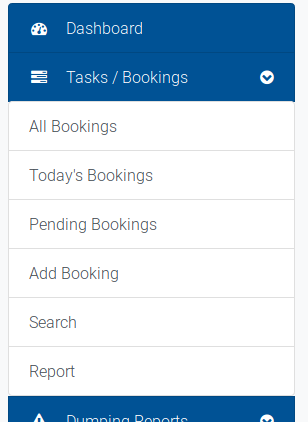 Dashboard
Tasks / Bookings
All Bookings
Today's Bookings
Pending Bookings
Add Booking
Search
Report
Dumping Reports